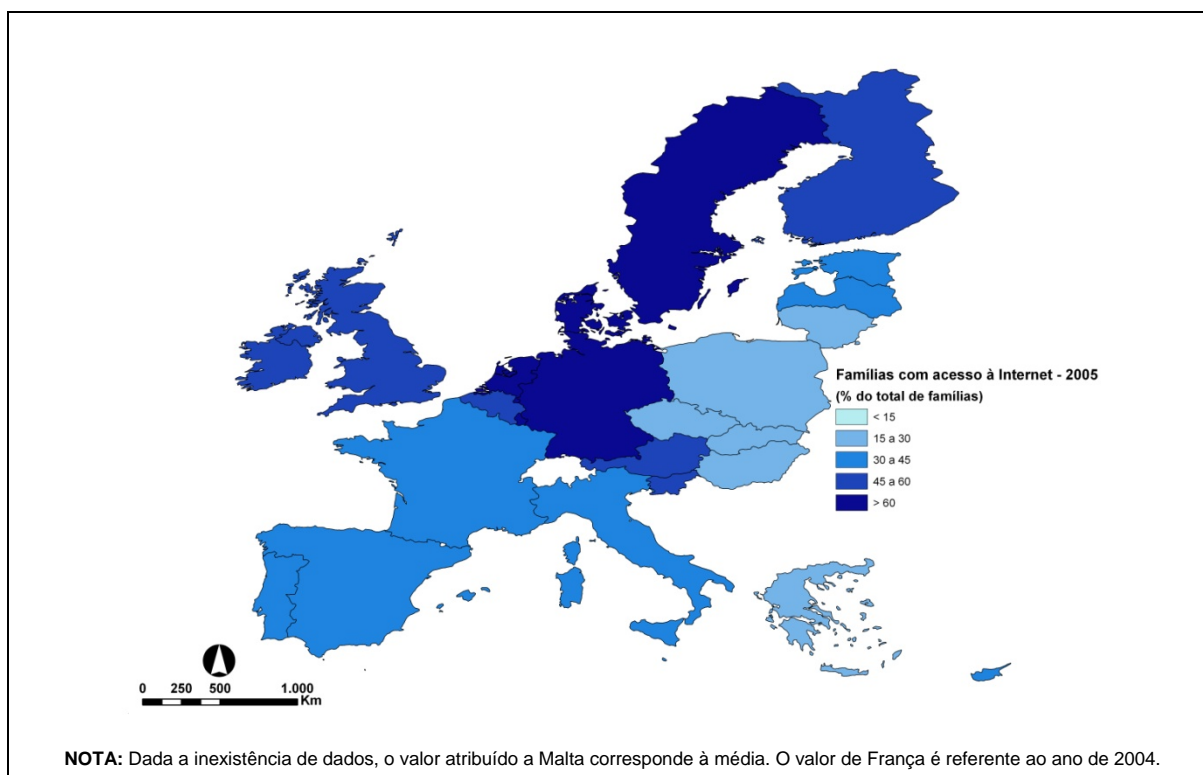 Famílias com acesso à Internet - 2005
(% do total de famílias)
< 15
15 a 30
30 a 45
45 a 60
> 60
0 250 500 1.000
Km
NOTA: Dada a inexistência de dados, o valor atribuído a Malta corresponde à média. O valor de França é referente ao ano de 2004.